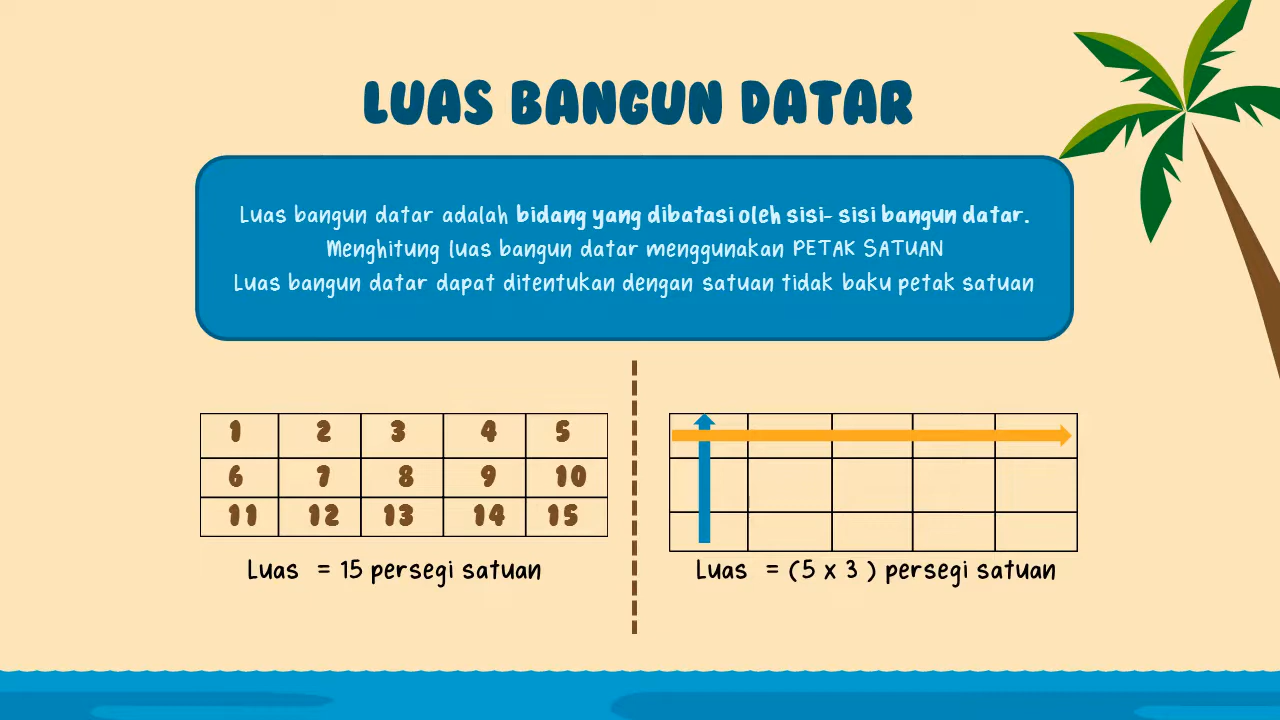 LUAS BANGUN DATAR
Luas bangun datar adalah bidang yang dibatasi oleh sisi- sisi bangun datar.
Menghitung luas bangun datar menggunakan PETAK SATUAN
Luas bangun datar dapat ditentukan dengan satuan tidak baku petak satuan
1 2 3 4 5
6 7 8 9 10
11 12 13 14 15
Luas = 15 persegi satuan
Luas = (5 x 3 ) persegi satuan